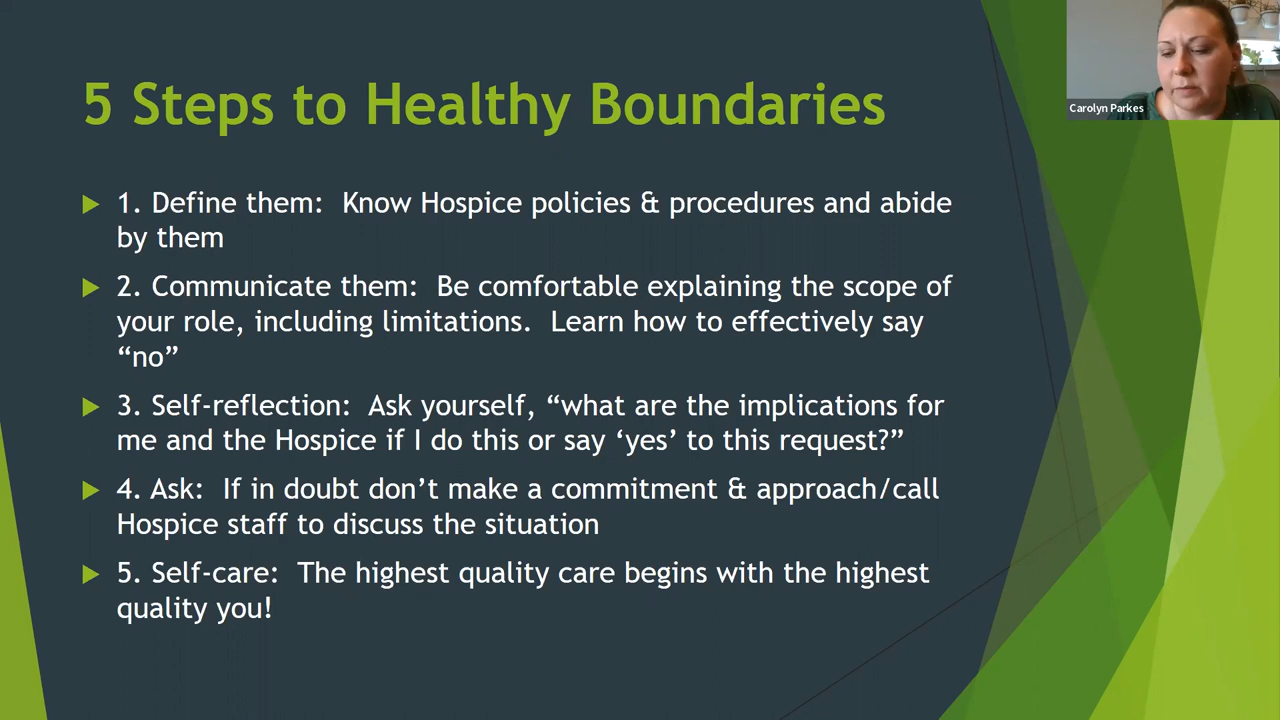 5 Steps to Healthy Boundaries
Carolyn Parkes
1. Define them:  Know Hospice policies & procedures and abide
by them
2. Communicate them:  Be comfortable explaining the scope of
your role, including limitations.  Learn how to effectively say
“no”
3. Self-reflection:  Ask yourself, “what are the implications for
me and the Hospice if I do this or say ‘yes’ to this request?”
4. Ask:  If in doubt don’t make a commitment & approach/call
Hospice staff to discuss the situation
5. Self-care:  The highest quality care begins with the highest
quality you!